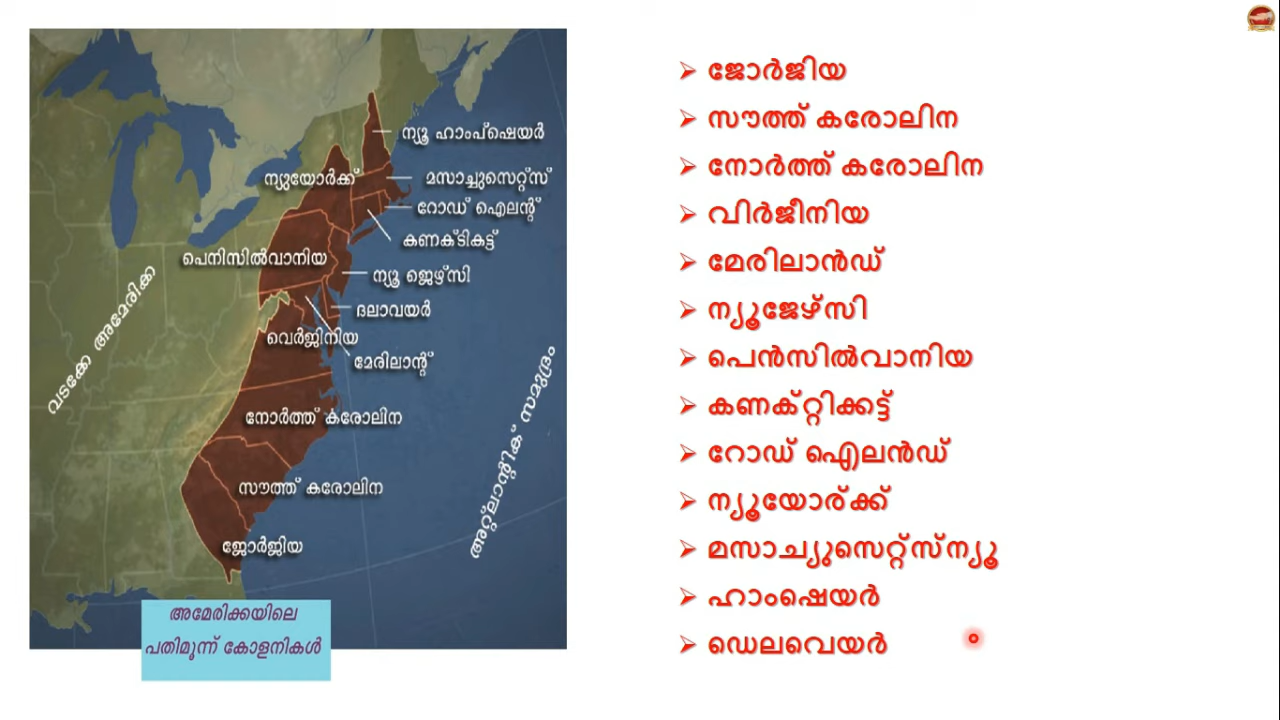 ന്യൂ ഹാംപ്ഷെയർ
ന്യുയോർക്ക്
മസാച്ചുസെറ്റ്സ്
റോഡ് ഐലന്റ്
കണക്ടികട്ട്
പെനിസിൽവാനിയ
ന്യൂ ജെഴ്സി
ദലാവയർ
വെർജിനിയ
മേരിലാന്റ്
വടക്കേ അമേരിക്ക
നോർത്ത് കരോലിന
സൗത്ത് കരോലിന
ജോർജിയ
അറ്റ്ലാന്റിക് സമുദ്രം
അമേരിക്കയിലെ
പതിമൂന്ന് കോളനികൾ
➢ ജോർജിയ
➢ സൗത്ത് കരോലിന
➢ നോർത്ത് കരോലിന
➢ വിർജീനിയ
➢ മേരിലാൻഡ്
➢ ന്യൂജേഴ്സി
➢ പെൻസിൽവാനിയ
➢ കണക്റ്റിക്കട്ട്
➢ റോഡ് ഐലൻഡ്
➢ ന്യൂയോര്ക്ക്
➢ മസാച്യുസെറ്റ്സ്ന്യൂ
➢ ഹാംഷെയർ
➢ ഡെലവെയർ